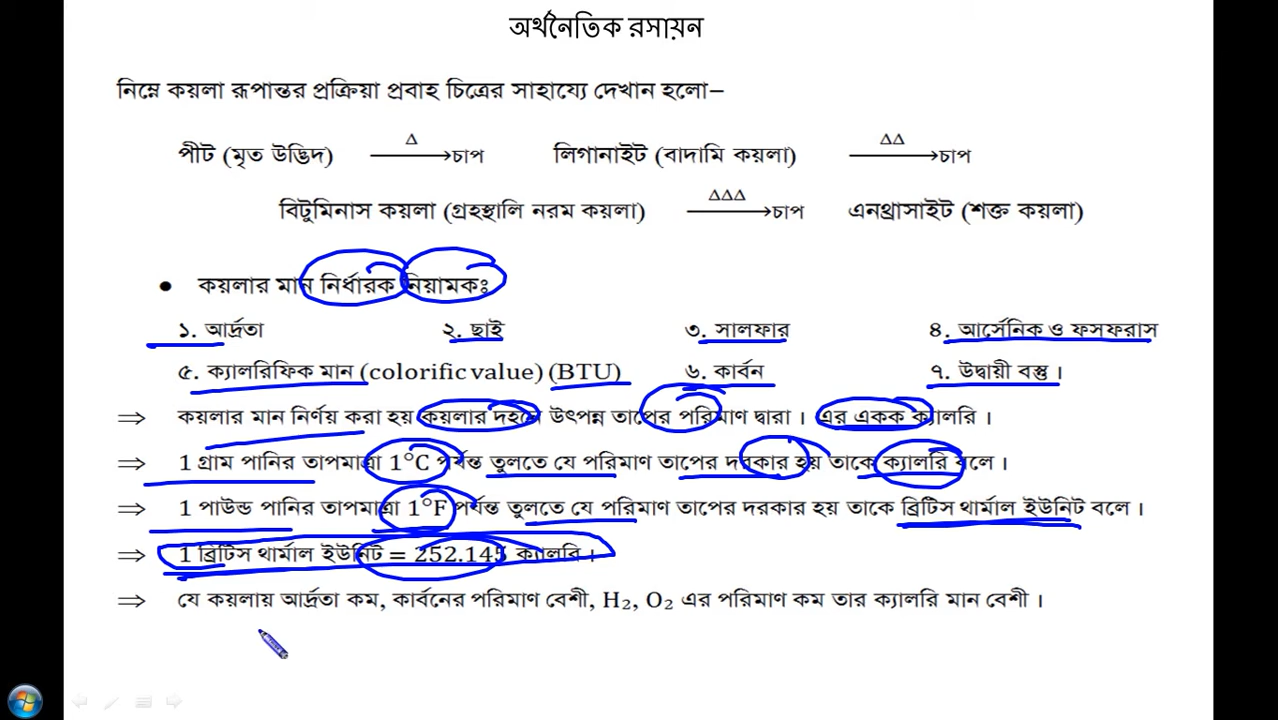 অর্থনৈতিক রসায়ন
নিম্নে কয়লা রূপান্তর প্রক্রিয়া প্রবাহ চিত্রের সাহায্যে দেখান হলো–
পীট (মৃত উদ্ভিদ) Δ→চাপ লিগানাইট (বাদামি কয়লা) ΔΔ→চাপ
বিটুমিনাস কয়লা (গ্রহস্থালি নরম কয়লা) ΔΔΔ→চাপ এনথ্রাসাইট (শক্ত কয়লা)
• কয়লার মান নির্ধারক নিয়ামকঃ
১. আর্দ্রতা ২. ছাই ৩. সালফার ৪. আর্সেনিক ও ফসফরাস
৫. ক্যালরিফিক মান (colorific value) (BTU) ৬. কার্বন ৭. উদ্বায়ী বস্তু।
⇒ কয়লার মান নির্ণয় করা হয় কয়লার দহনে উৎপন্ন তাপের পরিমাণ দ্বারা। এর একক ক্যালরি।
⇒ 1 গ্রাম পানির তাপমাত্রা 1°C পর্যন্ত তুলতে যে পরিমাণ তাপের দরকার হয় তাকে ক্যালরি বলে।
⇒ 1 পাউন্ড পানির তাপমাত্রা 1°F পর্যন্ত তুলতে যে পরিমাণ তাপের দরকার হয় তাকে ব্রিটিস থার্মাল ইউনিট বলে।
⇒ 1 ব্রিটিস থার্মাল ইউনিট = 252.145 ক্যালরি।
⇒ যে কয়লায় আর্দ্রতা কম, কার্বনের পরিমাণ বেশী, H₂, O₂ এর পরিমাণ কম তার ক্যালরি মান বেশী।